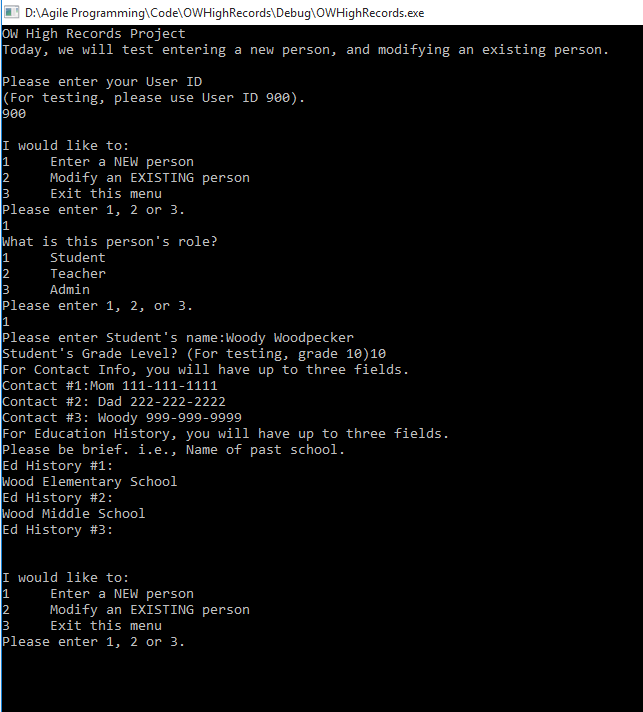 D:\Agile Programming\Code\OWHighRecords\Debug\OWHighRecords.exe
OW High Records Project
Today, we will test entering a new person, and modifying an existing person.
Please enter your User ID
(For testing, please use User ID 900).
900
I would like to:
1 Enter a NEW person
2 Modify an EXISTING person
3 Exit this menu
Please enter 1, 2 or 3.
1
What is this person's role?
1 Student
2 Teacher
3 Admin
Please enter 1, 2, or 3.
1
Please enter Student's name:Woody Woodpecker
Student's Grade Level? (For testing, grade 10)10
For Contact Info, you will have up to three fields.
Contact #1:Mom 111-111-1111
Contact #2: Dad 222-222-2222
Contact #3: Woody 999-999-9999
For Education History, you will have up to three fields.
Please be brief. i.e., Name of past school.
Ed History #1:
Wood Elementary School
Ed History #2:
Wood Middle School
Ed History #3:
I would like to:
1 Enter a NEW person
2 Modify an EXISTING person
3 Exit this menu
Please enter 1, 2 or 3.